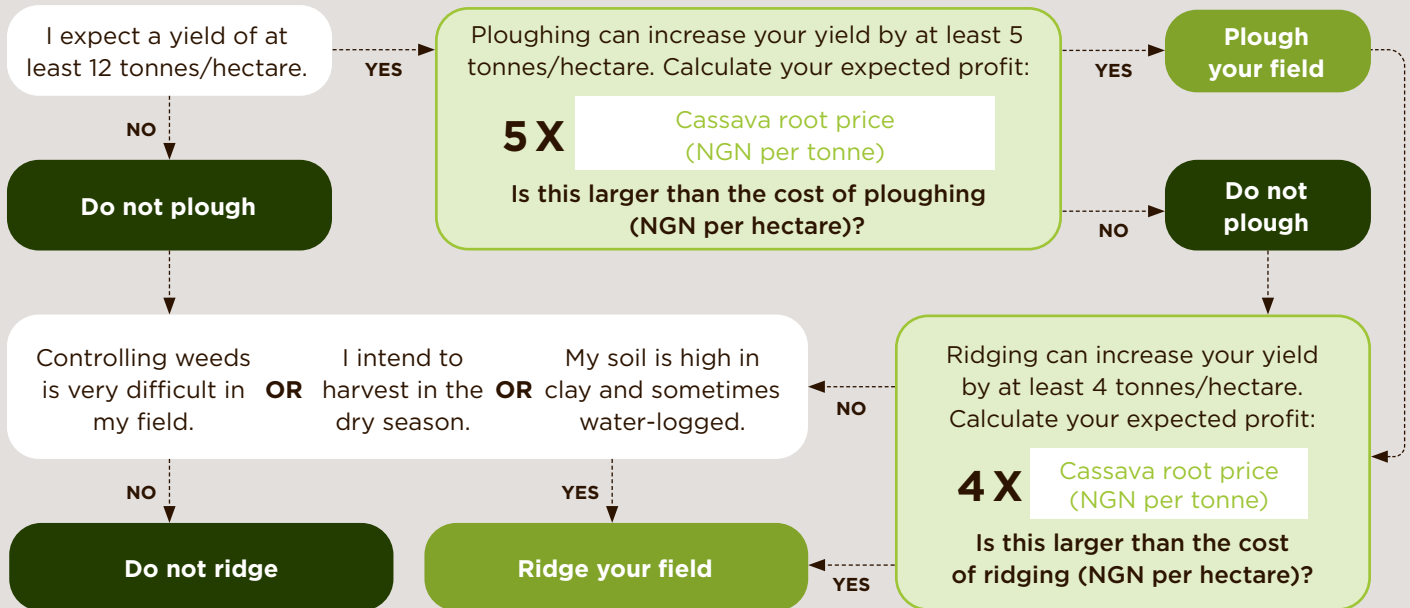 I expect a yield of at
least 12 tonnes/hectare.
YES
NO
Ploughing can increase your yield by at least 5
tonnes/hectare. Calculate your expected profit:
5 X
Cassava root price
(NGN per tonne)
Is this larger than the cost of ploughing
(NGN per hectare)?
YES
NO
Plough
your field
Do not plough
Do not
plough
Controlling weeds
is very difficult in
my field.
OR
I intend to
harvest in the
dry season.
OR
My soil is high in
clay and sometimes
water-logged.
NO
YES
Ridging can increase your yield
by at least 4 tonnes/hectare.
Calculate your expected profit:
4 X
Cassava root price
(NGN per tonne)
Is this larger than the cost
of ridging (NGN per hectare)?
NO
YES
Do not ridge
Ridge your field